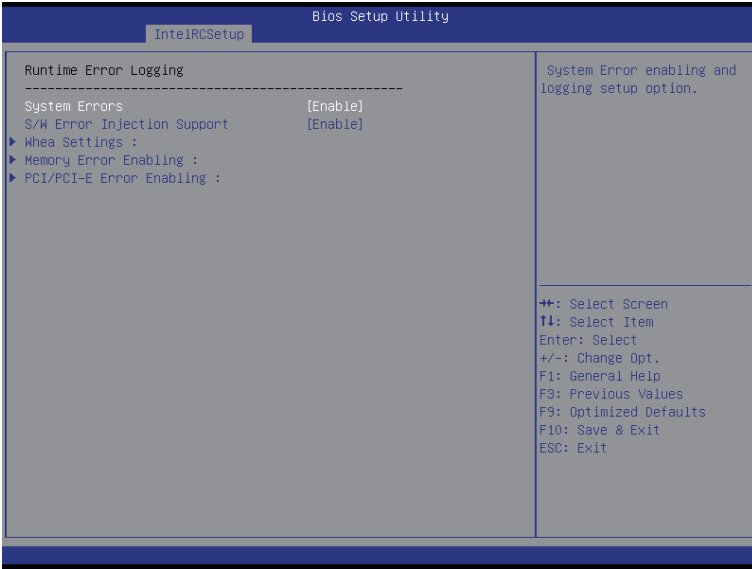 Bios Setup Utility
IntelRCSetup
Runtime Error Logging
--------------------------------------------------
System Errors [Enable]
S/W Error Injection Support [Enable]
Whea Settings :
Memory Error Enabling :
PCI/PCI-E Error Enabling :
System Error enabling and
logging setup option.
→←: Select Screen
↑↓: Select Item
Enter: Select
+/-: Change Opt.
F1: General Help
F3: Previous Values
F9: Optimized Defaults
F10: Save & Exit
ESC: Exit